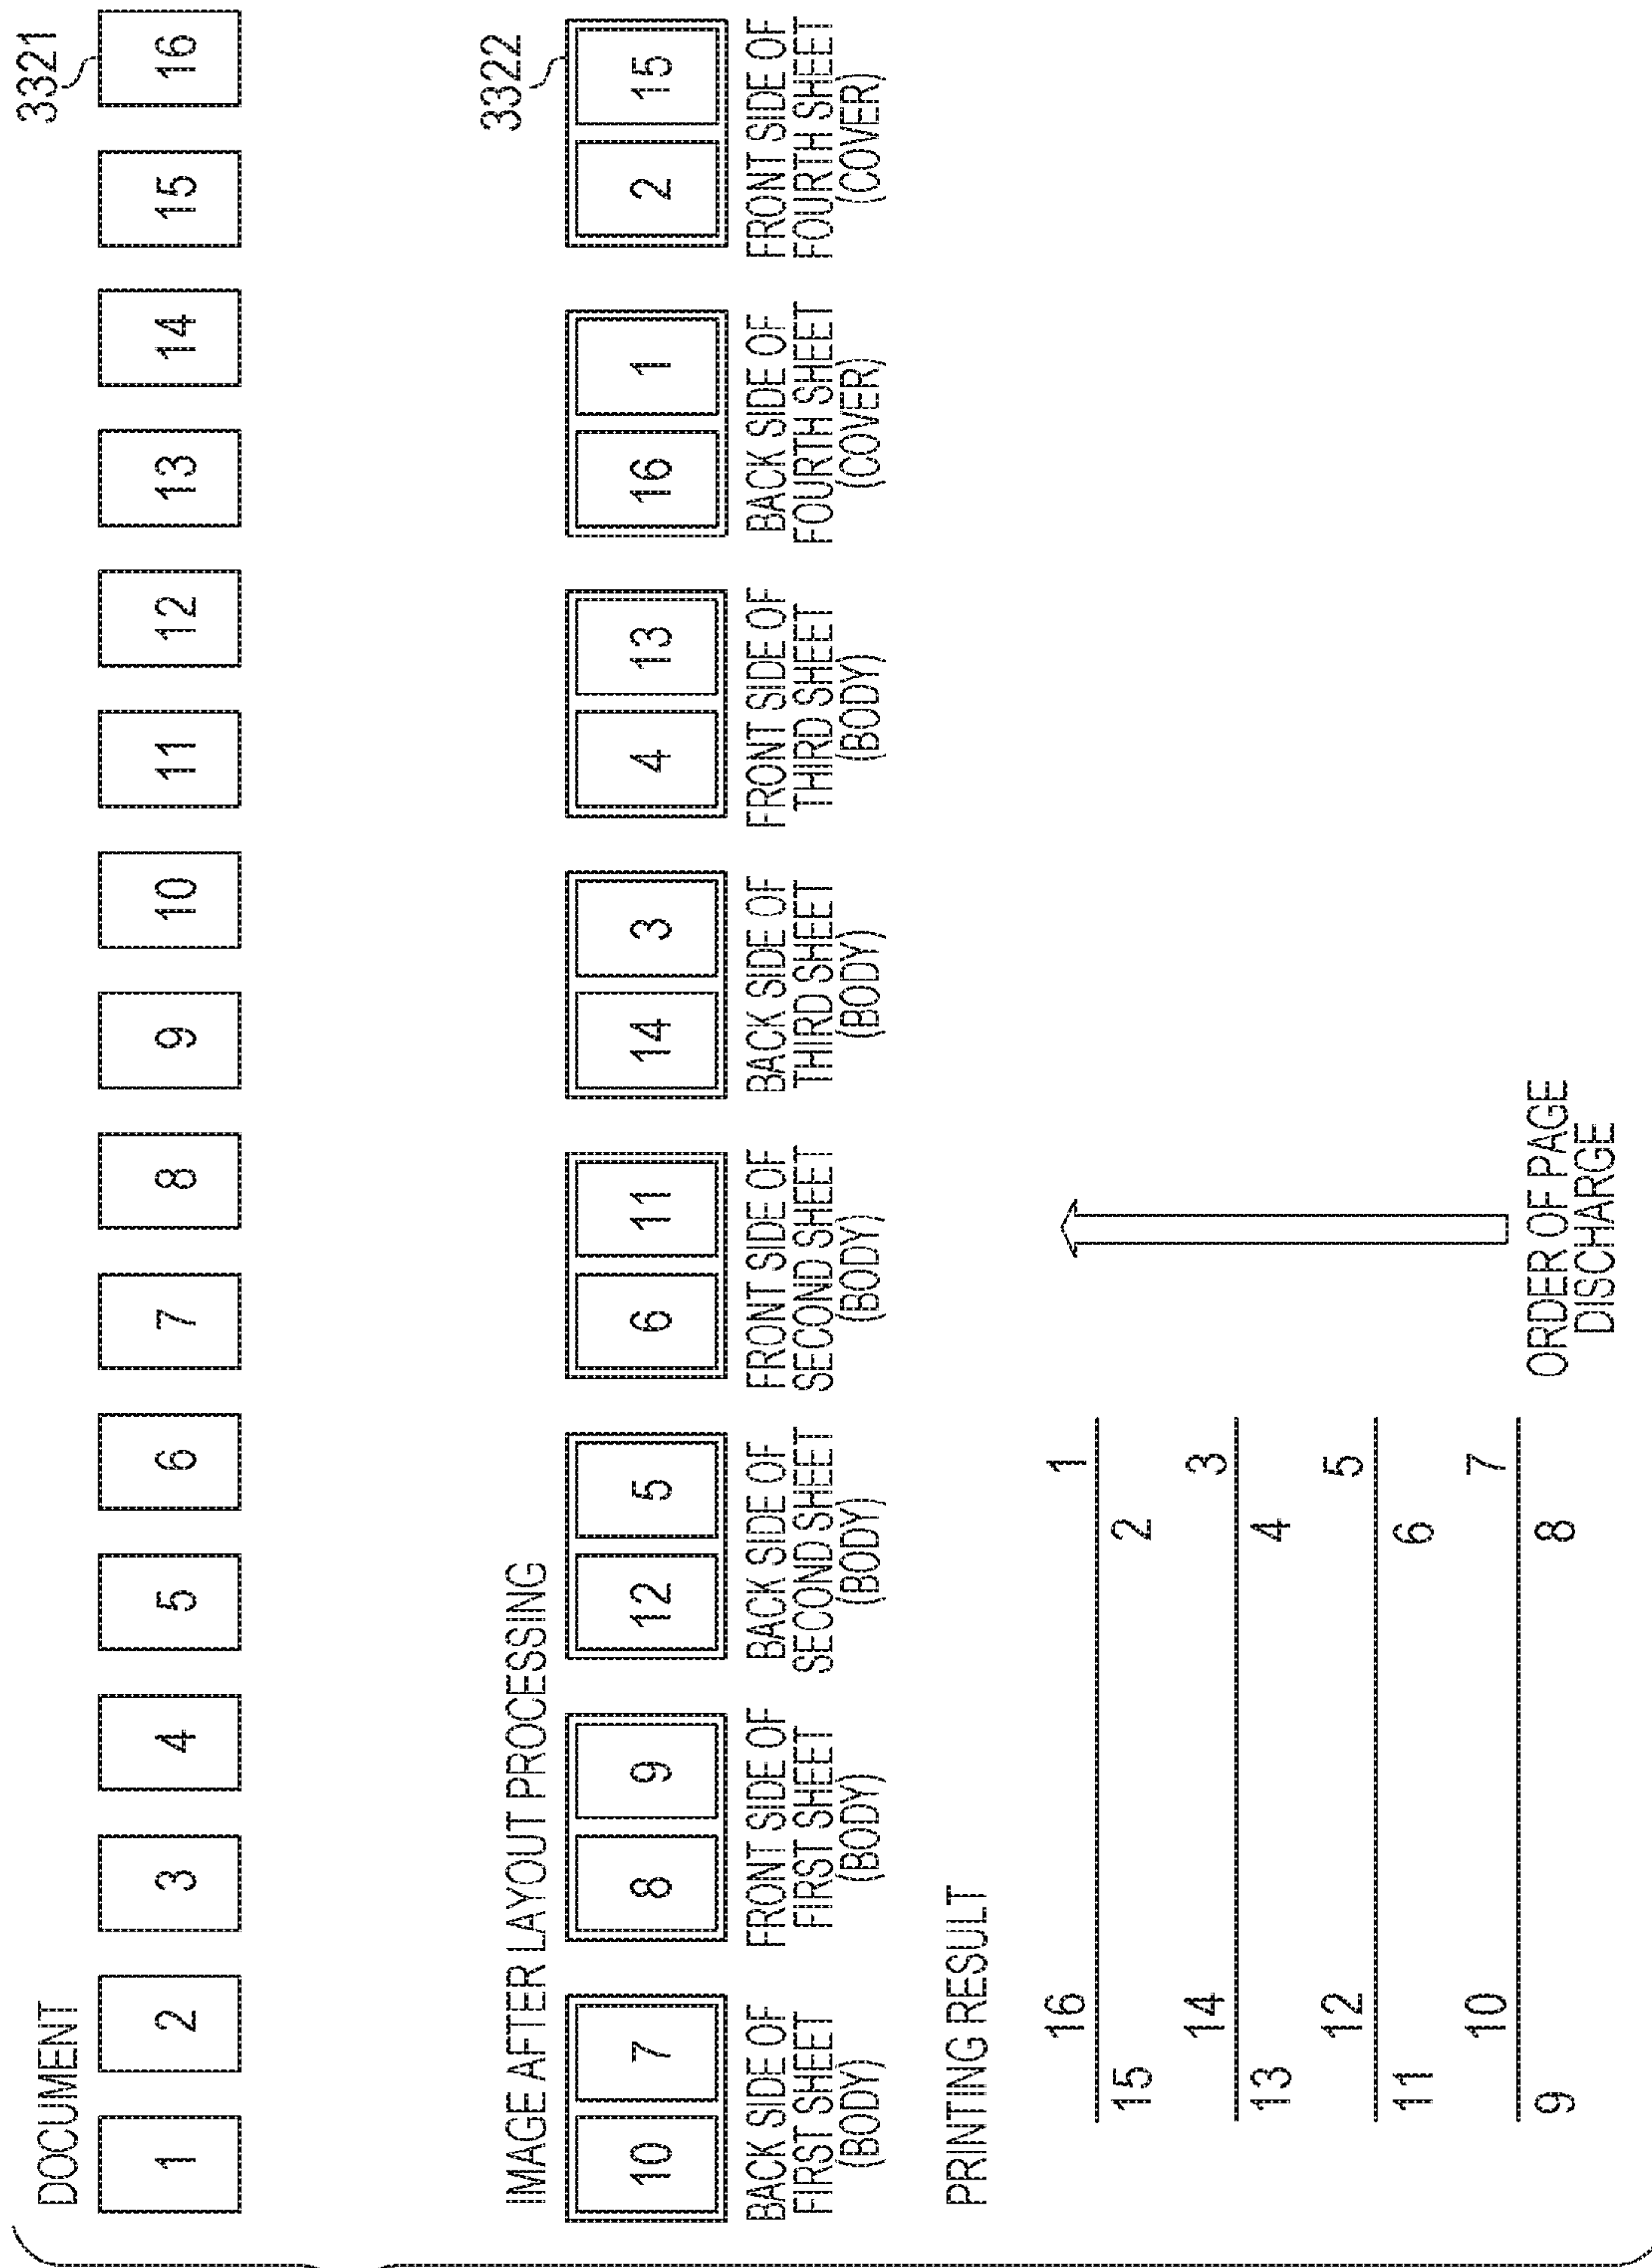 DOCUMENT
3321
1 2 3 4 5 6 7 8 9 10 11 12 13 14 15 16
IMAGE AFTER LAYOUT PROCESSING
3322
10 7 8 9 12 5 6 11 14 3 4 13 16 1 2 15
BACK SIDE OF
FIRST SHEET
(BODY)
FRONT SIDE OF
FIRST SHEET
(BODY)
BACK SIDE OF
SECOND SHEET
(BODY)
FRONT SIDE OF
SECOND SHEET
(BODY)
BACK SIDE OF
THIRD SHEET
(BODY)
FRONT SIDE OF
THIRD SHEET
(BODY)
BACK SIDE OF
FOURTH SHEET
(COVER)
FRONT SIDE OF
FOURTH SHEET
(COVER)
PRINTING RESULT
16 1
15 2
14 3
13 4
12 5
11 6
10 7
9 8
ORDER OF PAGE
DISCHARGE